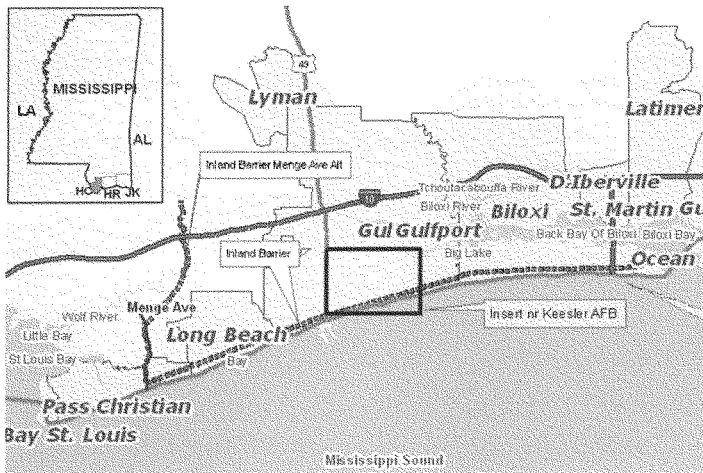 LA
MISSISSIPPI
AL
HC
HR
JK
49
Lyman
Latimer
Inland Barrier Menge Ave Alt
Tchoutacabouffa River
D'Iberville
Biloxi River
Biloxi
St. Martin
Gu
Gul
Gulfport
Back Bay Of Biloxi
Biloxi Bay
Inland Barrier
Big Lake
Ocean
Menge Ave
Wolf River
Little Bay
Long Beach
Insert nr Keesler AFB
St Louis Bay
Bay
Pass Christian
Bay St. Louis
Mississippi Sound